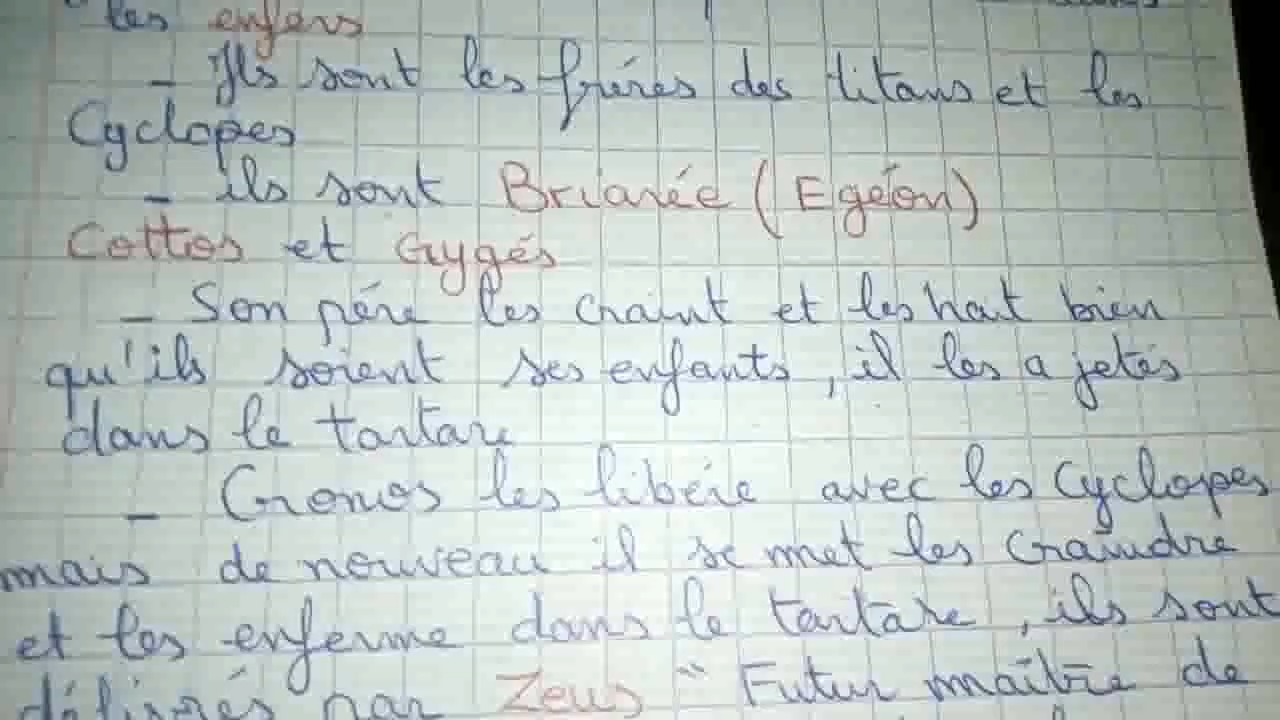 les enfers
- Ils sont les fréres des titans et les
Cyclopes
- ils sont Briarée (Egéon)
Cottos et Gygés
- Son pére les craint et les hait bien
qu'ils soient ses enfants, il les a jetés
dans le tartare
- Cronos les libére avec les Cyclopes
mais de nouveau il se met les craindre
et les enferme dans le tartare, ils sont
délivrés par Zeus " Futur maître de